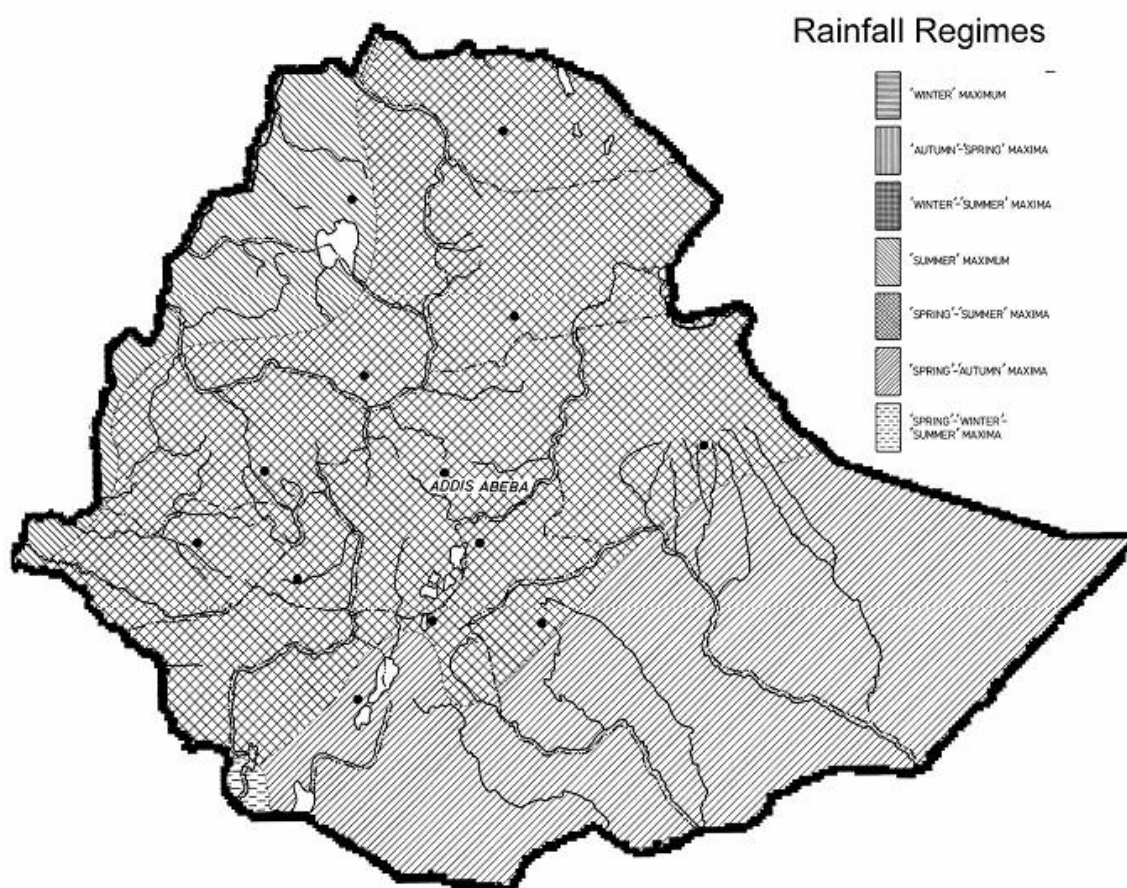 Rainfall Regimes
'WINTER' MAXIMUM
'AUTUMN'-'SPRING' MAXIMA
'WINTER'-'SUMMER' MAXIMA
'SUMMER' MAXIMUM
'SPRING'-'SUMMER' MAXIMA
'SPRING'-'AUTUMN' MAXIMA
'SPRING'-'WINTER'-
'SUMMER' MAXIMA
ADDIS ABEBA